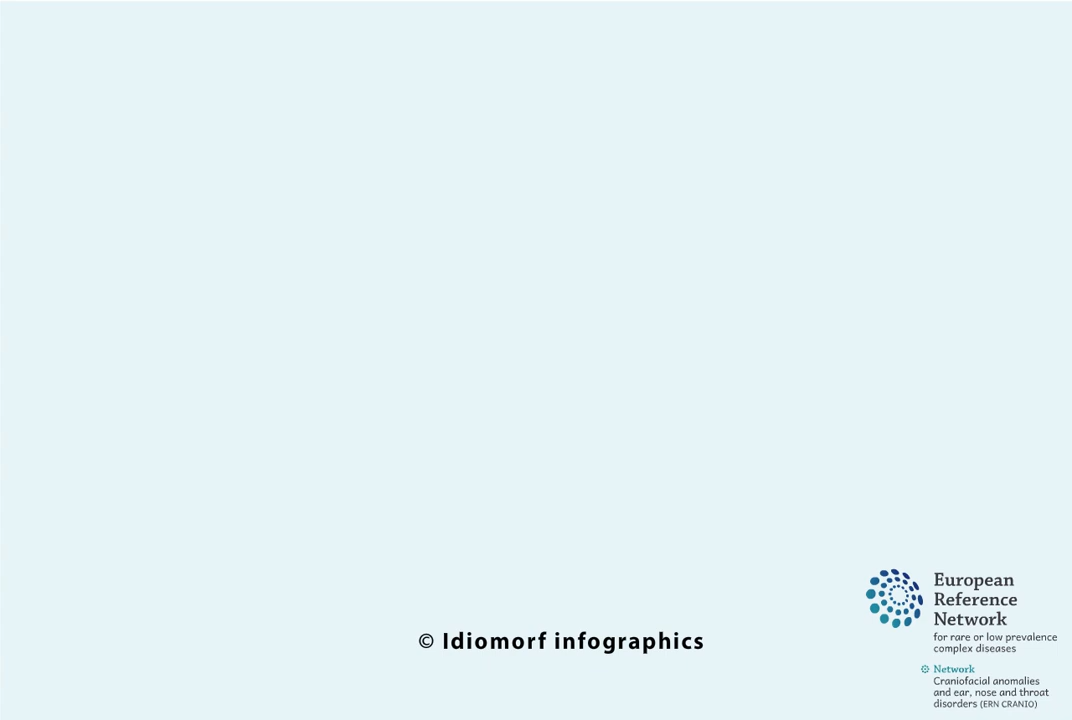 © Idiomorf infographics
European
Reference
Network
for rare or low prevalence
complex diseases
Network
Craniofacial anomalies
and ear, nose and throat
disorders (ERN CRANIO)